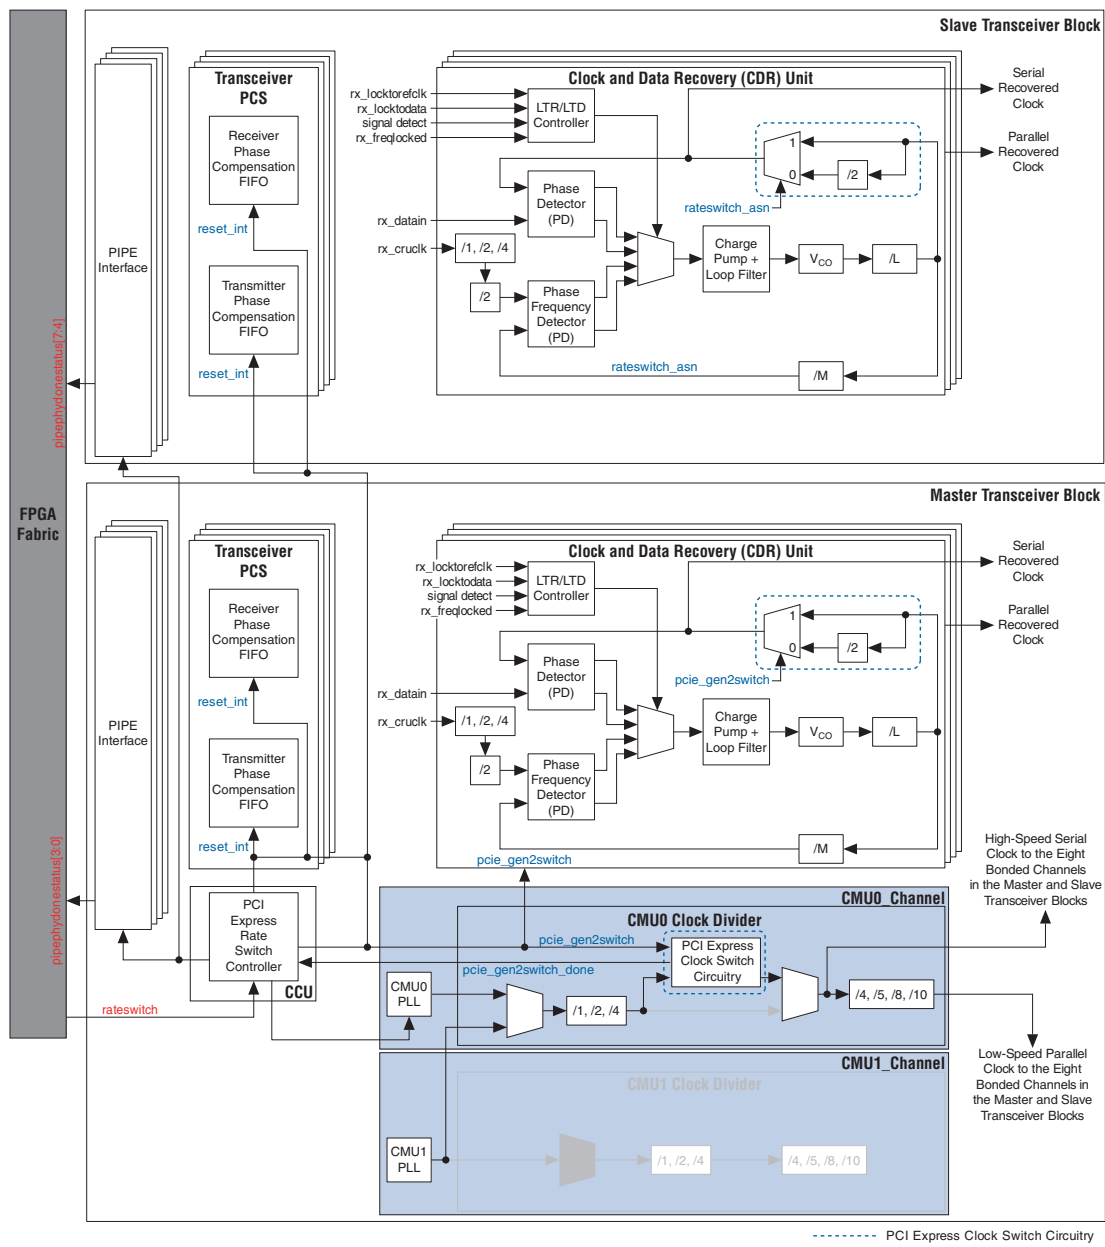 Slave Transceiver Block
Transceiver
PCS
Receiver
Phase
Compensation
FIFO
reset_int
Transmitter
Phase
Compensation
FIFO
reset_int
PIPE
Interface
pipephydonestatus[7:4]
Clock and Data Recovery (CDR) Unit
rx_locktorefclk
rx_locktodata
signal detect
rx_freqlocked
LTR/LTD
Controller
Serial
Recovered
Clock
Parallel
Recovered
Clock
1
0
/2
rateswitch_asn
Phase
Detector
(PD)
rx_datain
rx_cruclk
/1, /2, /4
/2
Phase
Frequency
Detector
(PD)
Charge
Pump +
Loop Filter
VCO
/L
rateswitch_asn
/M
FPGA
Fabric
Master Transceiver Block
Transceiver
PCS
Receiver
Phase
Compensation
FIFO
reset_int
Transmitter
Phase
Compensation
FIFO
reset_int
PIPE
Interface
pipephydonestatus[3:0]
Clock and Data Recovery (CDR) Unit
rx_locktorefclk
rx_locktodata
signal detect
rx_freqlocked
LTR/LTD
Controller
Serial
Recovered
Clock
Parallel
Recovered
Clock
1
0
/2
pcie_gen2switch
Phase
Detector
(PD)
rx_datain
rx_cruclk
/1, /2, /4
/2
Phase
Frequency
Detector
(PD)
Charge
Pump +
Loop Filter
VCO
/L
/M
pcie_gen2switch
PCI
Express
Rate
Switch
Controller
CCU
rateswitch
CMU0_Channel
CMU0 Clock Divider
pcie_gen2switch
pcie_gen2switch_done
PCI Express
Clock Switch
Circuitry
CMU0
PLL
/1, /2, /4
/4, /5, /8, /10
High-Speed Serial
Clock to the Eight
Bonded Channels
in the Master and Slave
Transceiver Blocks
Low-Speed Parallel
Clock to the Eight
Bonded Channels in
the Master and Slave
Transceiver Blocks
CMU1_Channel
CMU1 Clock Divider
CMU1
PLL
/1, /2, /4
/4, /5, /8, /10
PCI Express Clock Switch Circuitry